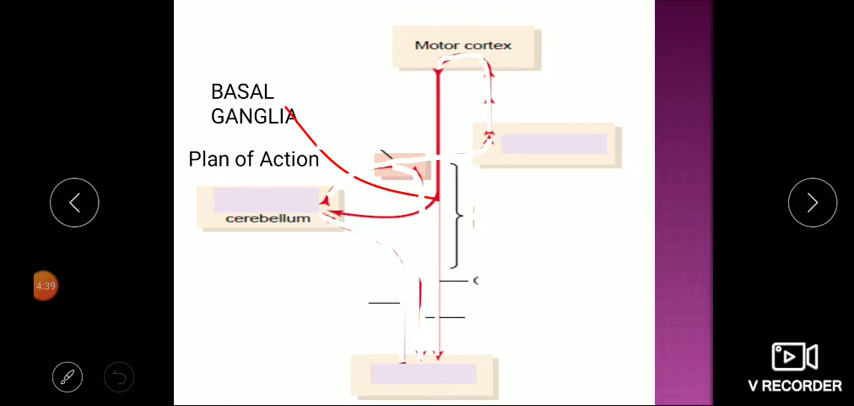 Motor cortex
BASAL
GANGLIA
Plan of Action
cerebellum
4:39
V RECORDER